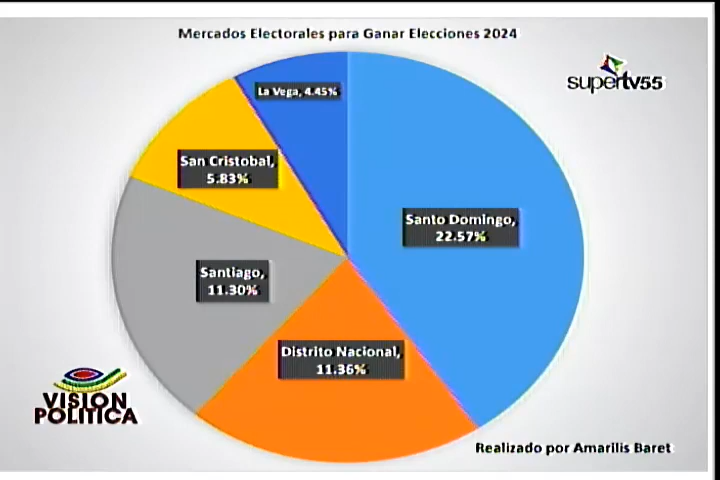 Mercados Electorales para Ganar Elecciones 2024
supertv55
La Vega, 4.45%
San Cristobal,
5.83%
Santo Domingo,
22.57%
Santiago,
11.30%
Distrito Nacional,
11.36%
VISION
POLITICA
Realizado por Amarilis Baret